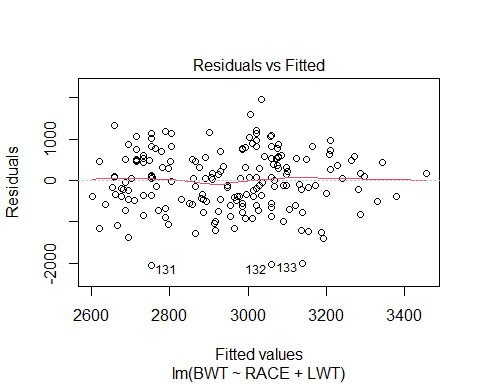 Residuals vs Fitted
Residuals
1000
0
-2000
131
132
133
2600
2800
3000
3200
3400
Fitted values
lm(BWT ~ RACE + LWT)